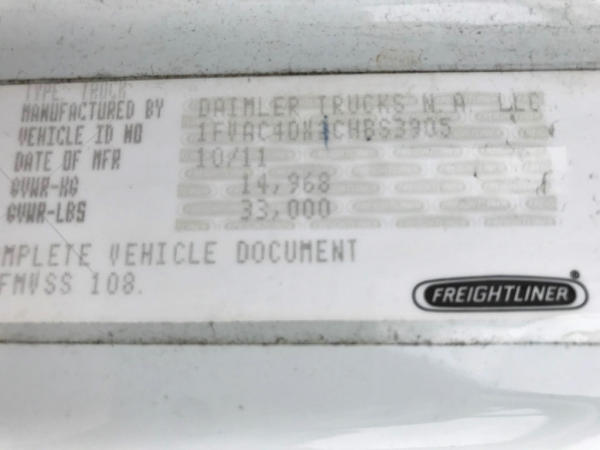 TYPE TRUCK
MANUFACTURED BY DAIMLER TRUCKS N A LLC
VEHICLE ID NO 1FVAC4DX2CHBS3905
DATE OF MFR 10/11
GVWR-KG 14,968
GVWR-LBS 33,000
MPLETE VEHICLE DOCUMENT
FMVSS 108.
FREIGHTLINER